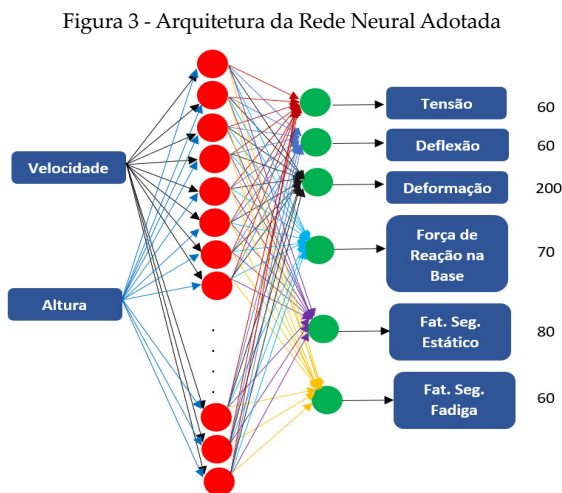 Figura 3 - Arquitetura da Rede Neural Adotada
Velocidade
Altura
Tensão
60
Deflexão
60
Deformação
200
Força de
Reação na
Base
70
Fat. Seg.
Estático
80
Fat. Seg.
Fadiga
60